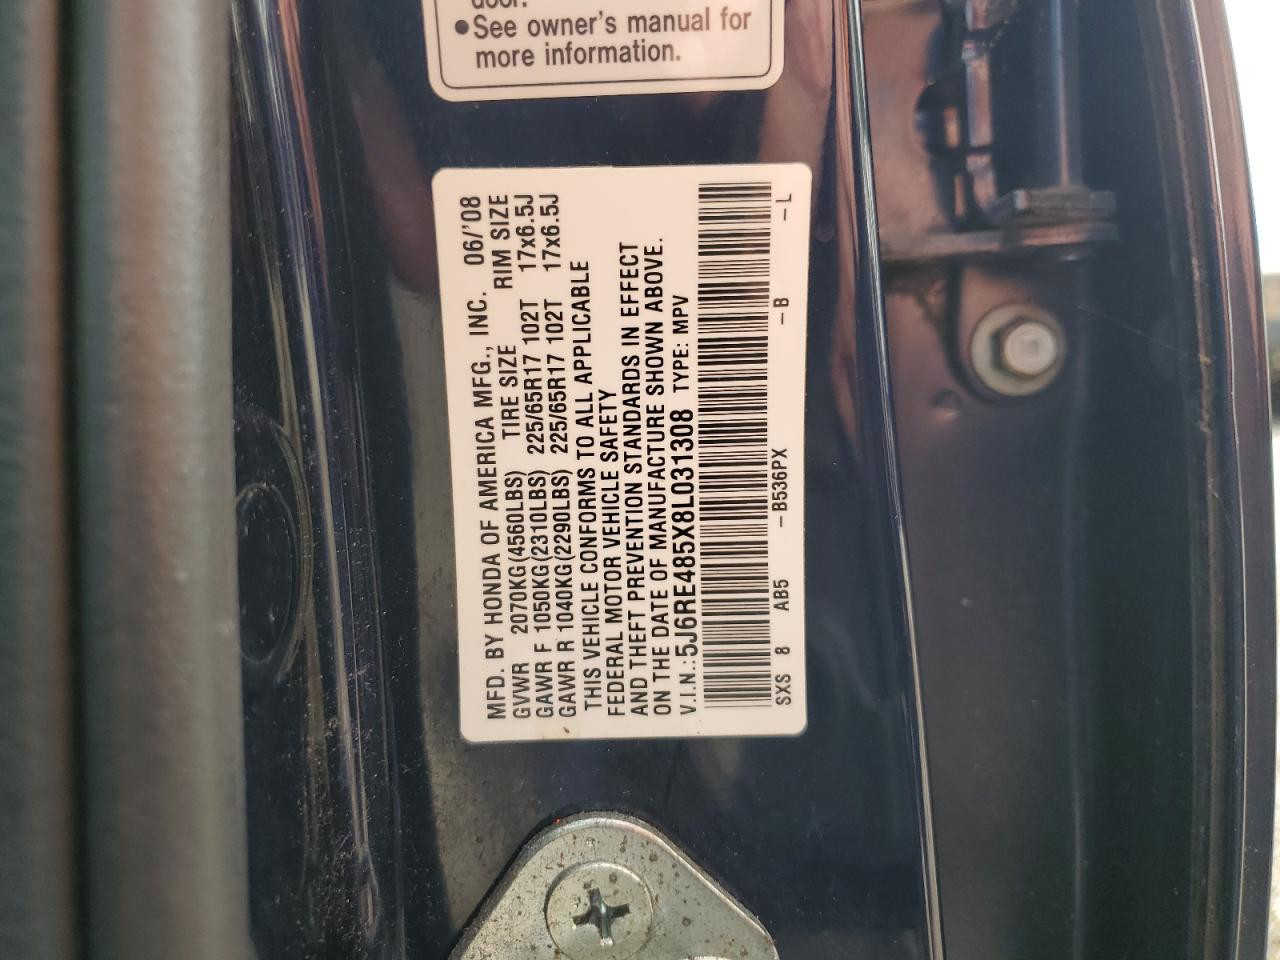 door.
•See owner's manual for
more information.
MFD. BY HONDA OF AMERICA MFG., INC. 06/'08
GVWR 2070KG(4560LBS) TIRE SIZE RIM SIZE
GAWR F 1050KG(2310LBS) 225/65R17 102T 17x6.5J
GAWR R 1040KG(2290LBS) 225/65R17 102T 17x6.5J
THIS VEHICLE CONFORMS TO ALL APPLICABLE
FEDERAL MOTOR VEHICLE SAFETY
AND THEFT PREVENTION STANDARDS IN EFFECT
ON THE DATE OF MANUFACTURE SHOWN ABOVE.
V.I.N.:5J6RE485X8L031308 TYPE: MPV
SXS 8 AB5 -B536PX -B -L